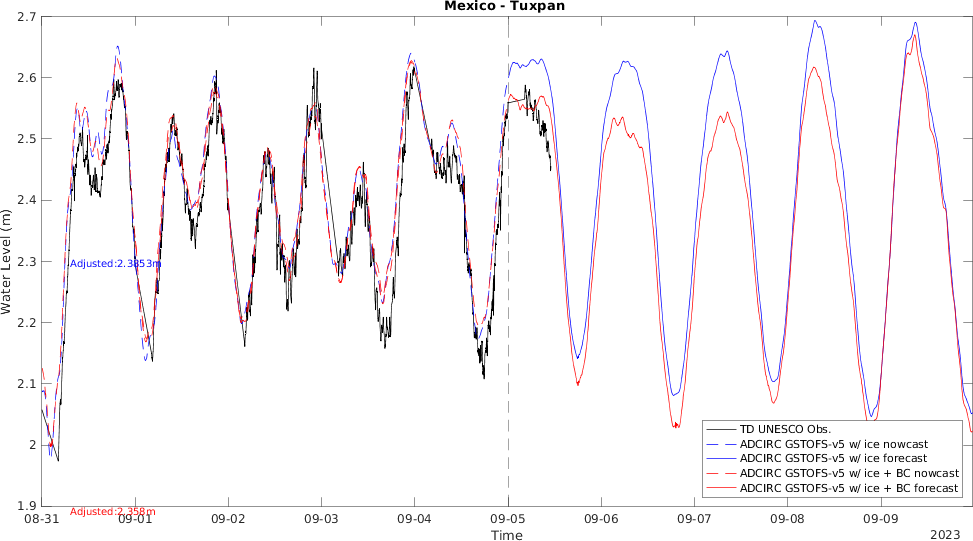 Mexico - Tuxpan
2.7
2.6
2.5
2.4
2.3
2.2
2.1
2
1.9
Water Level (m)
Adjusted:2.3853m
Adjusted:2.358m
TD UNESCO Obs.
ADCIRC GSTOFS-v5 w/ ice nowcast
ADCIRC GSTOFS-v5 w/ ice forecast
ADCIRC GSTOFS-v5 w/ ice + BC nowcast
ADCIRC GSTOFS-v5 w/ ice + BC forecast
08-31 09-01 09-02 09-03 09-04 09-05 09-06 09-07 09-08 09-09
Time
2023